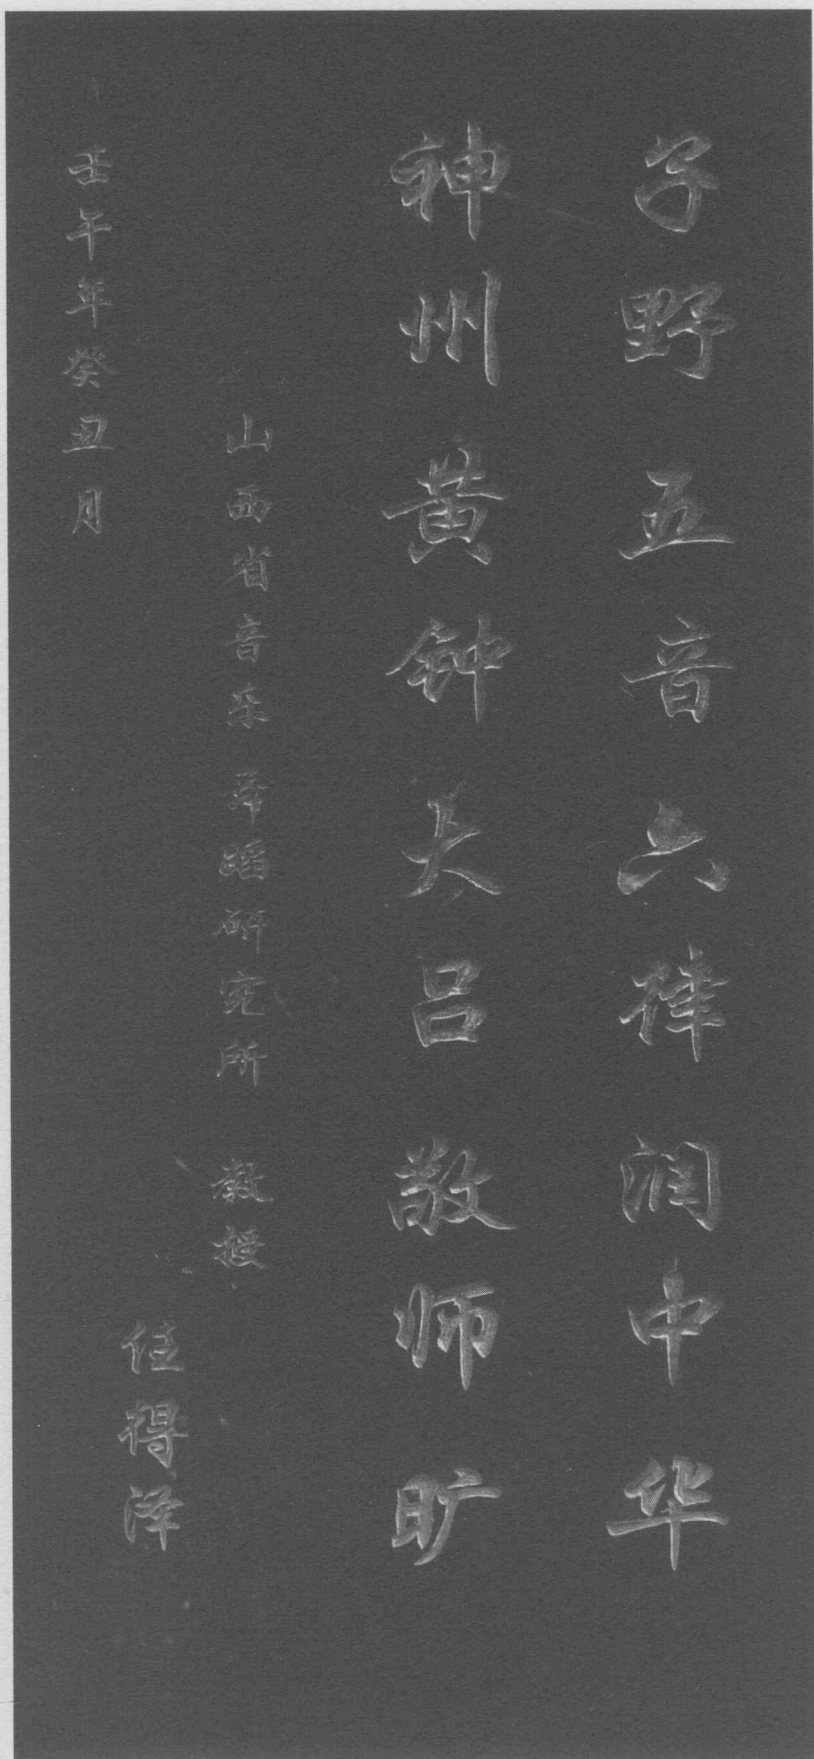 子野五音六律润中华
神州黄钟大吕敬师旷
山西省音乐舞蹈研究所 教授
任得泽
壬午年癸丑月